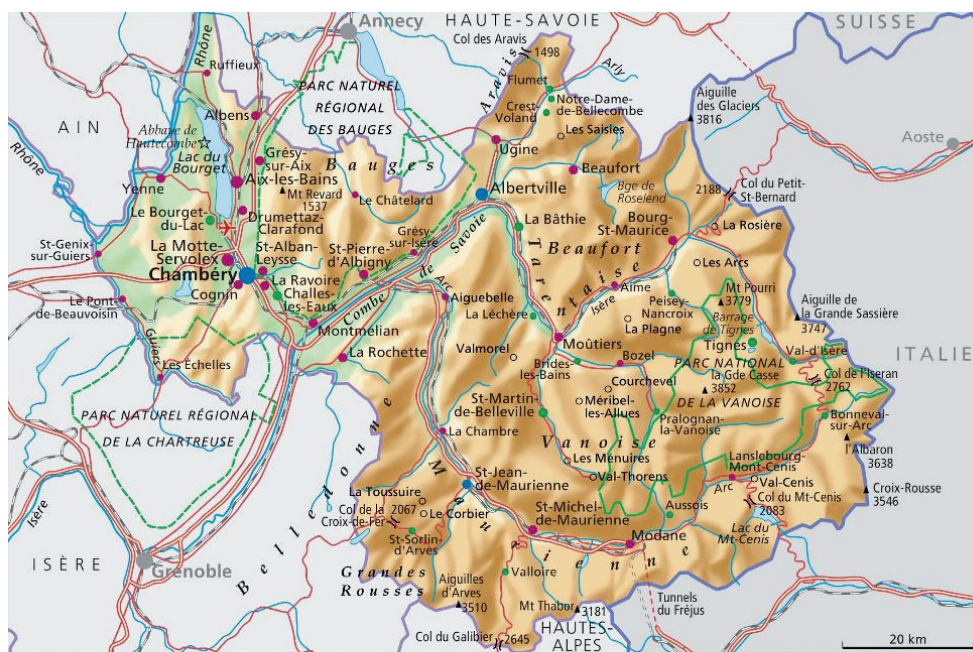 Annecy
HAUTE-SAVOIE
SUISSE
Col des Aravis
1498
Rhône
Ruffieux
Flumet
Arly
Aravis
PARC NATUREL
RÉGIONAL
DES BAUGES
Crest-
Voland
Notre-Dame-
de-Bellecombe
Aiguille
des Glaciers
3816
Albens
Les Saisies
AIN
Abbaye de
Hautecombe
Ugine
Aoste
Lac du
Bourget
Grésy-
sur-Aix
Bauges
Beaufort
Rhône
Yenne
Aix-les-Bains
Mt Revard
1537
Le Châtelard
Albertville
Bge de
Roselend
2188
Col du Petit-
St-Bernard
Le Bourget-
du-Lac
Drumettaz-
Clarafond
La Bâthie
Bourg-
St-Maurice
La Rosière
St-Genix-
sur-Guiers
La Motte-
Servolex
St-Alban-
Leysse
St-Pierre-
d'Albigny
Grésy-
sur-Isère
Combe de Savoie
Beaufort
Tarentaise
Les Arcs
Chambéry
La Ravoire
Cognin
Challes-
les-Eaux
Arc
Aiguebelle
Isère
Aime
Mt Pourri
3779
Le Pont-
de-Beauvoisin
La Léchère
Peisey-
Nancroix
Barrage
de Tignes
Aiguille de
la Grande Sassière
3747
Guiers
Montmélian
La Plagne
Tignes
La Rochette
Valmorel
Moûtiers
Val-d'Isère
ITALIE
Les Échelles
Brides-
les-Bains
Bozel
PARC NATIONAL
la Gde Casse
3852
DE LA VANOISE
Col de l'Iseran
2762
PARC NATUREL RÉGIONAL
DE LA CHARTREUSE
Courchevel
St-Martin-
de-Belleville
Méribel-
les-Allues
Pralognan-
la-Vanoise
Bonneval-
sur-Arc
La Chambre
Vanoise
l'Albaron
3638
Belledonne
Les Ménuires
Lanslebourg-
Mont-Cenis
Maurienne
St-Jean-
de-Maurienne
Val-Thorens
Arc
Val-Cenis
Croix-Rousse
3546
Isère
La Toussuire
Col de la
Croix-de-Fer
2067
Le Corbier
St-Michel-
de-Maurienne
Aussois
Col du Mt-Cenis
2083
St-Sorlin-
d'Arves
Modane
Lac du
Mt-Cenis
ISÈRE
Grenoble
Grandes
Rousses
Aiguilles
d'Arves
3510
Valloire
Mt Thabor
3181
Tunnels
du Fréjus
Col du Galibier
2645
HAUTES-
ALPES
20 km